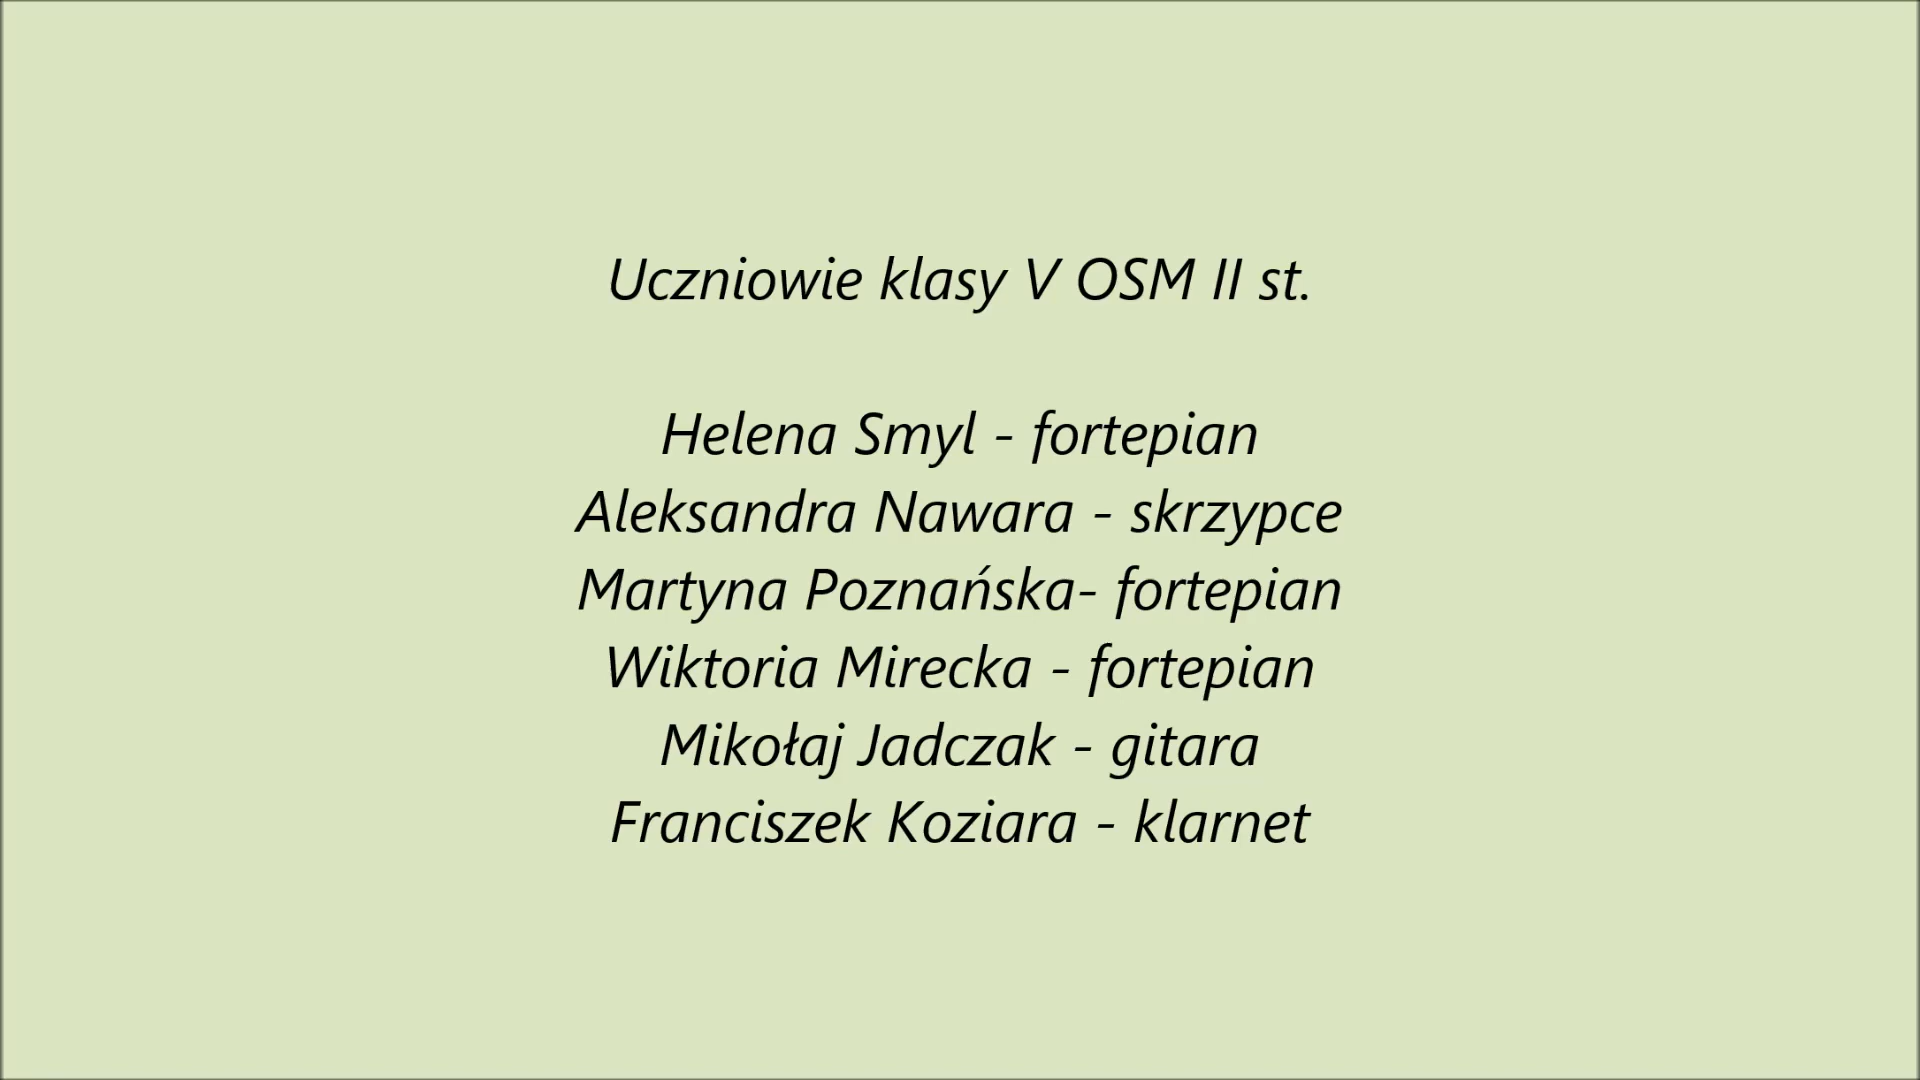 Uczniowie klasy V OSM II st.
Helena Smyl - fortepian
Aleksandra Nawara - skrzypce
Martyna Poznańska- fortepian
Wiktoria Mirecka - fortepian
Mikołaj Jadczak - gitara
Franciszek Koziara - klarnet